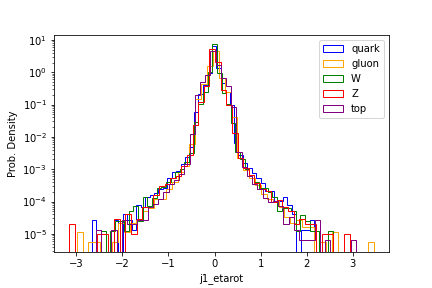 10¹
10⁰
10⁻¹
10⁻²
10⁻³
10⁻⁴
10⁻⁵
Prob. Density
quark
gluon
W
Z
top
−3 −2 −1 0 1 2 3
j1_etarot